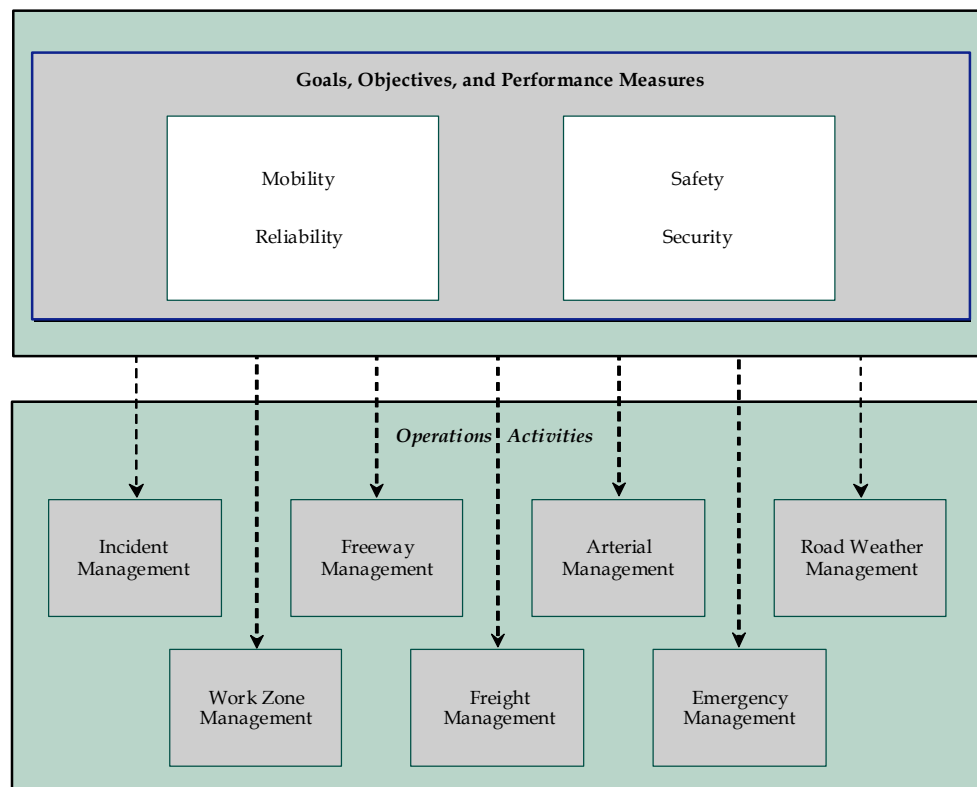 Goals, Objectives, and Performance Measures
Mobility
Reliability
Safety
Security
Operations Activities
Incident
Management
Freeway
Management
Arterial
Management
Road Weather
Management
Work Zone
Management
Freight
Management
Emergency
Management